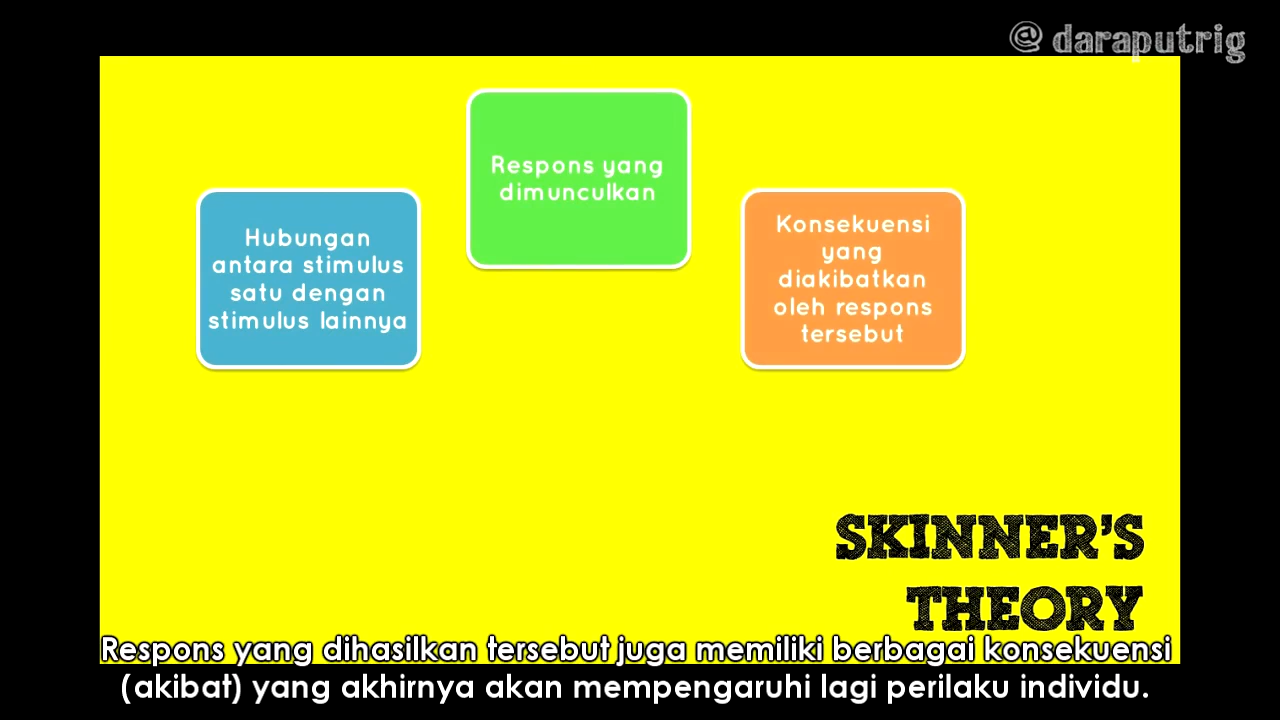 @ daraputrig
Respons yang
dimunculkan
Hubungan
antara stimulus
satu dengan
stimulus lainnya
Konsekuensi
yang
diakibatkan
oleh respons
tersebut
SKINNER'S
THEORY
Respons yang dihasilkan tersebut juga memiliki berbagai konsekuensi
(akibat) yang akhirnya akan mempengaruhi lagi perilaku individu.